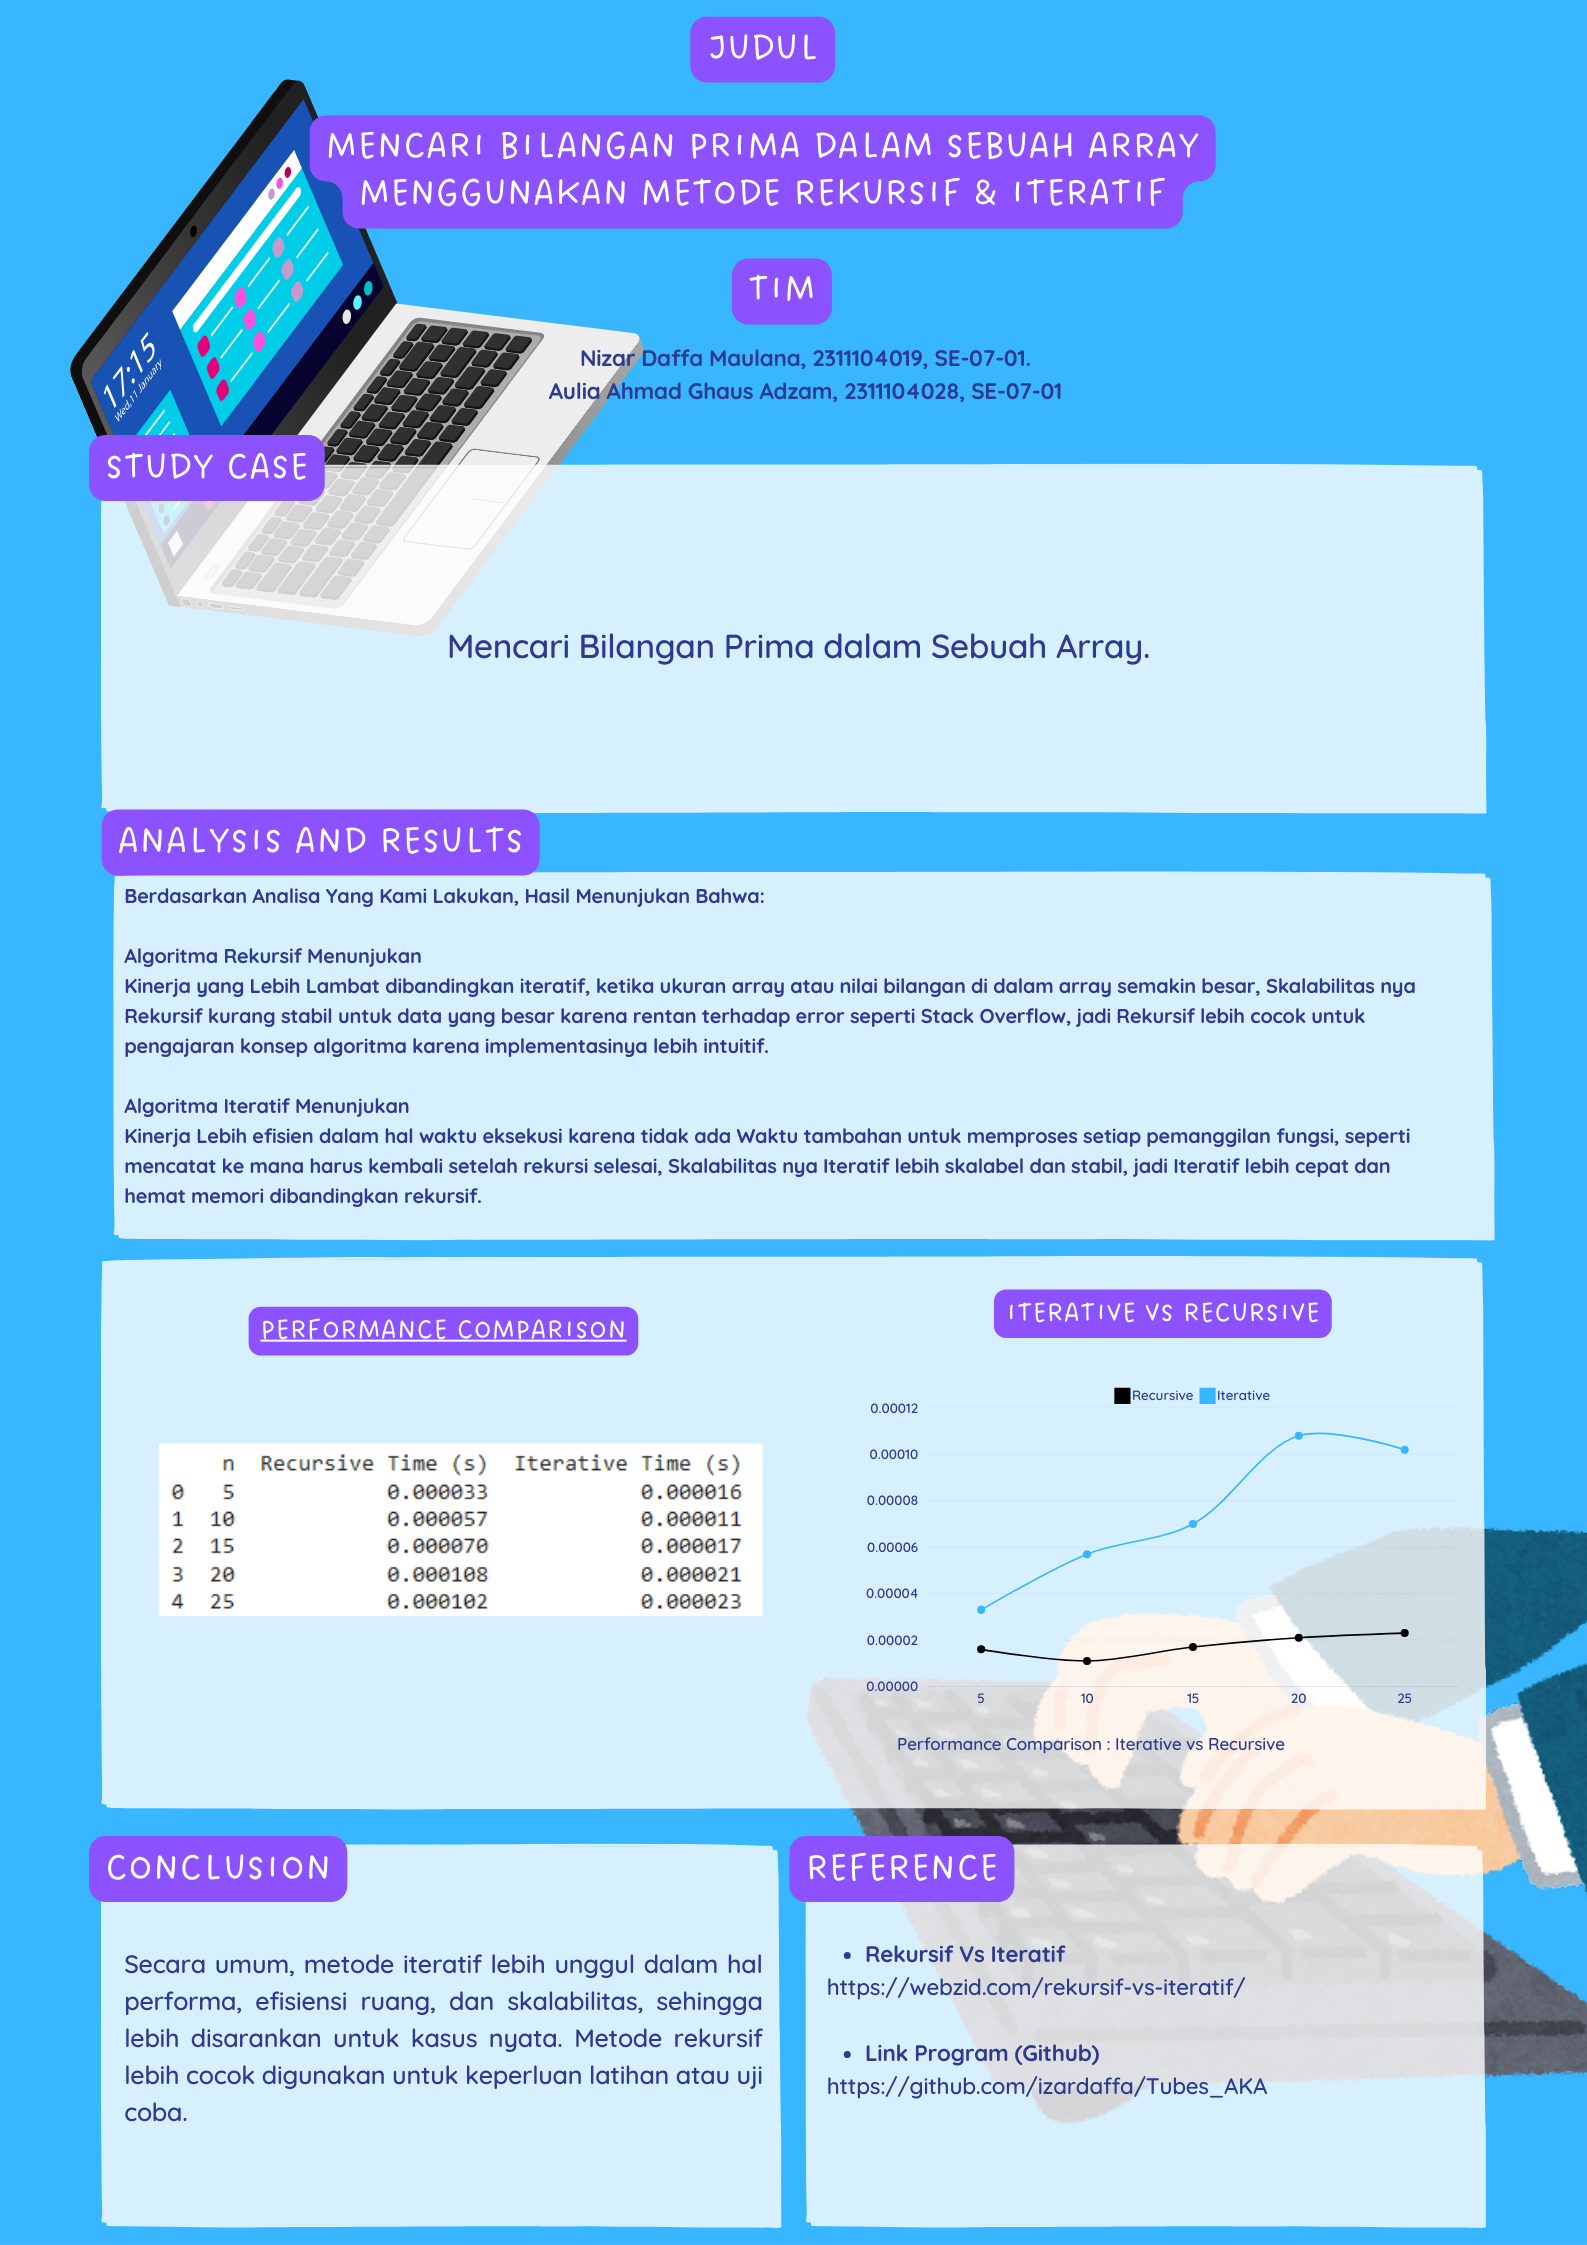 JUDUL
MENCARI BILANGAN PRIMA DALAM SEBUAH ARRAY
MENGGUNAKAN METODE REKURSIF & ITERATIF
TIM
17:15
Wed, 11 January
Nizar Daffa Maulana, 2311104019, SE-07-01.
Aulia Ahmad Ghaus Adzam, 2311104028, SE-07-01
STUDY CASE
Mencari Bilangan Prima dalam Sebuah Array.
ANALYSIS AND RESULTS
Berdasarkan Analisa Yang Kami Lakukan, Hasil Menunjukan Bahwa:
Algoritma Rekursif Menunjukan
Kinerja yang Lebih Lambat dibandingkan iteratif, ketika ukuran array atau nilai bilangan di dalam array semakin besar, Skalabilitas nya
Rekursif kurang stabil untuk data yang besar karena rentan terhadap error seperti Stack Overflow, jadi Rekursif lebih cocok untuk
pengajaran konsep algoritma karena implementasinya lebih intuitif.
Algoritma Iteratif Menunjukan
Kinerja Lebih efisien dalam hal waktu eksekusi karena tidak ada Waktu tambahan untuk memproses setiap pemanggilan fungsi, seperti
mencatat ke mana harus kembali setelah rekursi selesai, Skalabilitas nya Iteratif lebih skalabel dan stabil, jadi Iteratif lebih cepat dan
hemat memori dibandingkan rekursif.
PERFORMANCE COMPARISON
n Recursive Time (s) Iterative Time (s)
0 5 0.000033 0.000016
1 10 0.000057 0.000011
2 15 0.000070 0.000017
3 20 0.000108 0.000021
4 25 0.000102 0.000023
ITERATIVE VS RECURSIVE
Recursive Iterative
0.00012
0.00010
0.00008
0.00006
0.00004
0.00002
0.00000
5 10 15 20 25
Performance Comparison : Iterative vs Recursive
CONCLUSION
Secara umum, metode iteratif lebih unggul dalam hal
performa, efisiensi ruang, dan skalabilitas, sehingga
lebih disarankan untuk kasus nyata. Metode rekursif
lebih cocok digunakan untuk keperluan latihan atau uji
coba.
REFERENCE
• Rekursif Vs Iteratif
https://webzid.com/rekursif-vs-iteratif/
• Link Program (Github)
https://github.com/izardaffa/Tubes_AKA